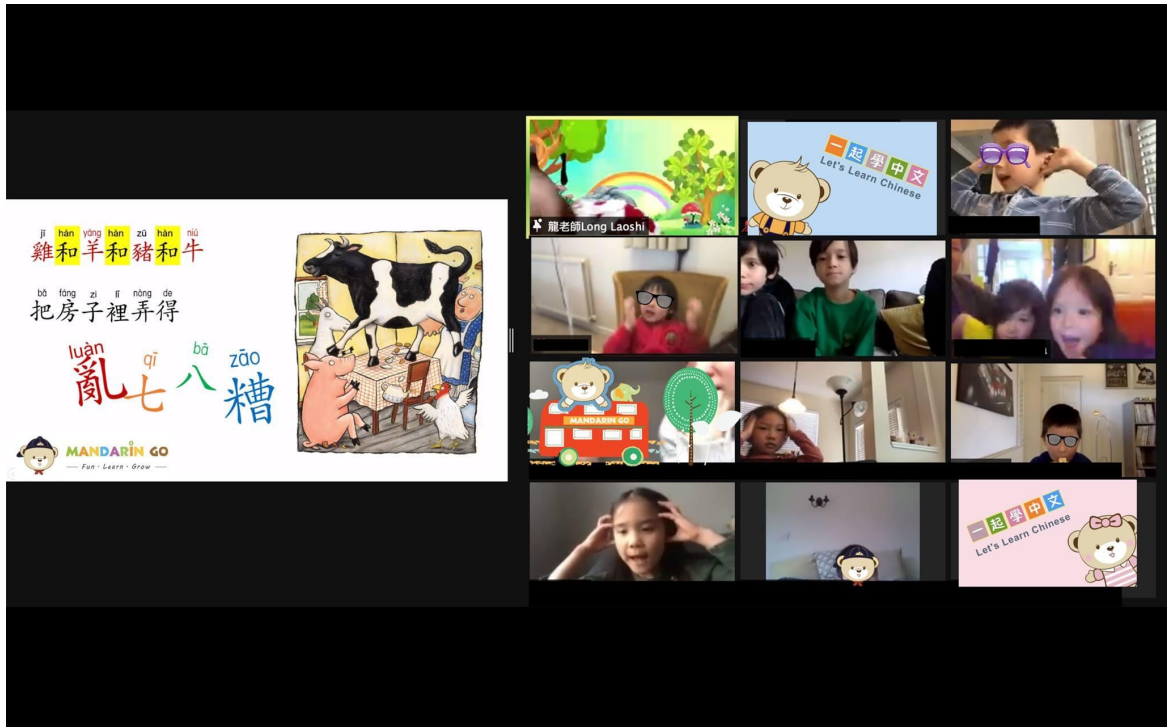 jī hàn yáng hàn zū hàn niú
雞和羊和豬和牛
bǎ fáng zi lǐ nòng de
把房子裡弄得
luàn qī bā zāo
亂七八糟
MANDARIN GO
Fun · Learn · Grow
龍老師Long Laoshi
一起學中文
Let's Learn Chinese
MANDARIN GO
一起學中文
Let's Learn Chinese